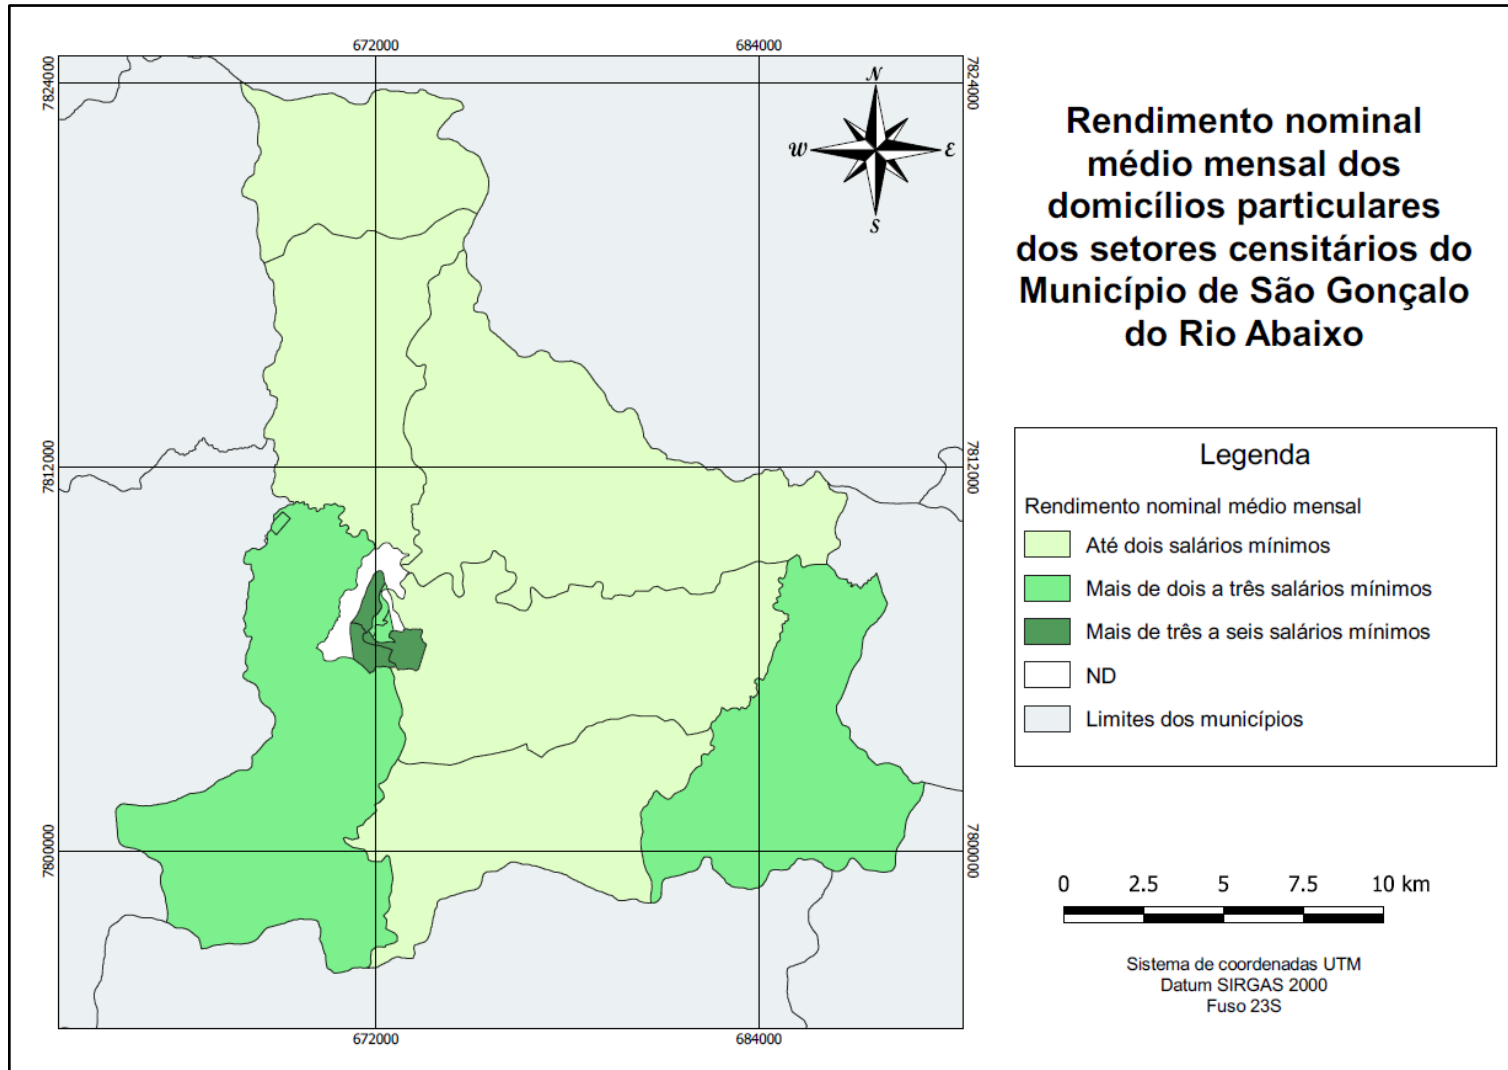 672000
684000
7824000
7824000
N
W
E
S
Rendimento nominal
médio mensal dos
domicílios particulares
dos setores censitários do
Município de São Gonçalo
do Rio Abaixo
7812000
7812000
Legenda
Rendimento nominal médio mensal
Até dois salários mínimos
Mais de dois a três salários mínimos
Mais de três a seis salários mínimos
ND
Limites dos municípios
7800000
7800000
0 2.5 5 7.5 10 km
Sistema de coordenadas UTM
Datum SIRGAS 2000
Fuso 23S
672000
684000